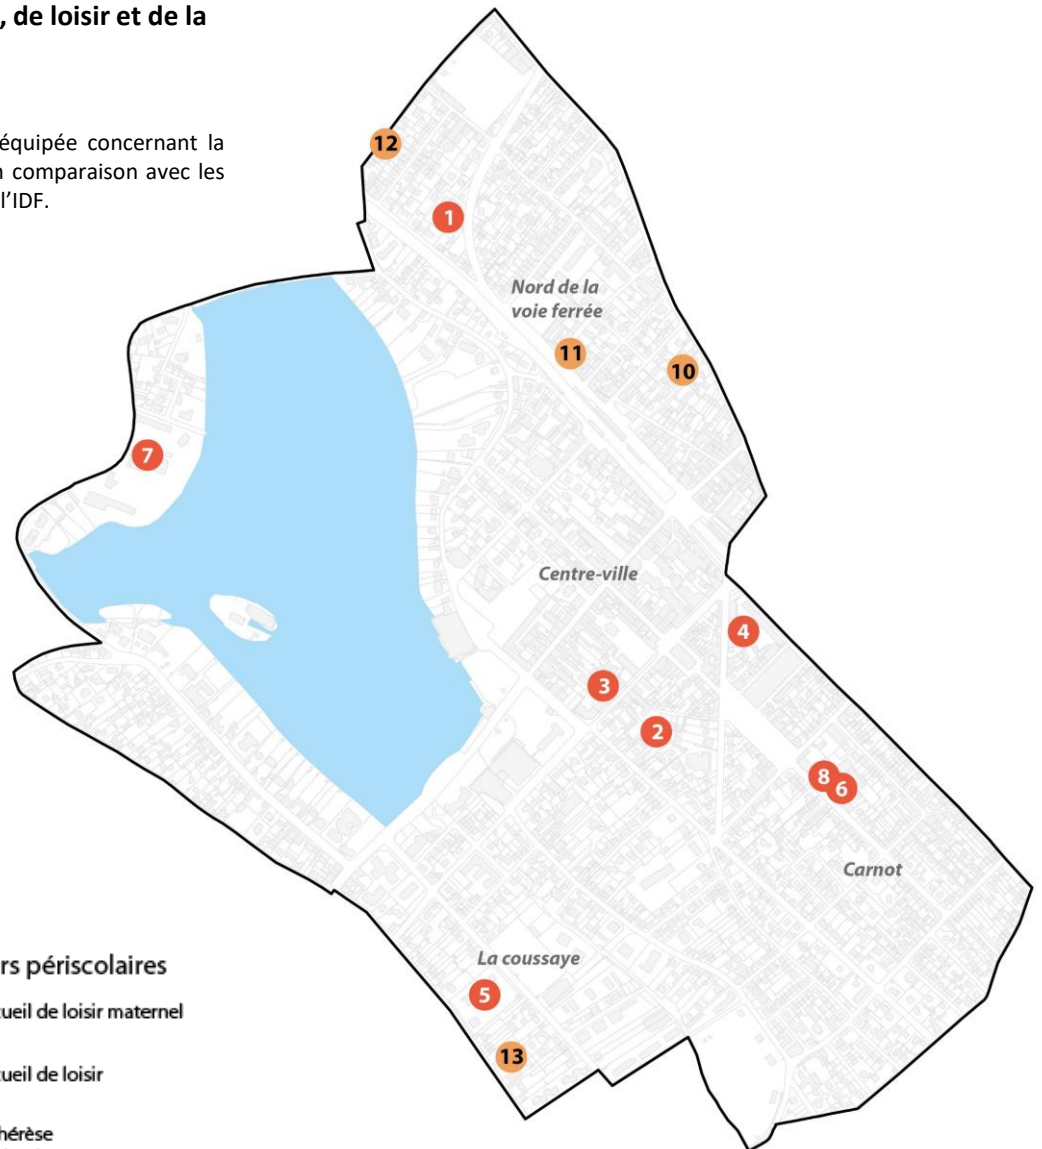 , de loisir et de la
équipée concernant la
n comparaison avec les
l’IDF.
12
1
Nord de la
voie ferrée
11
10
7
Centre-ville
4
3
2
8
6
Carnot
La coussaye
5
13
rs périscolaires
cueil de loisir maternel
cueil de loisir
hérèse